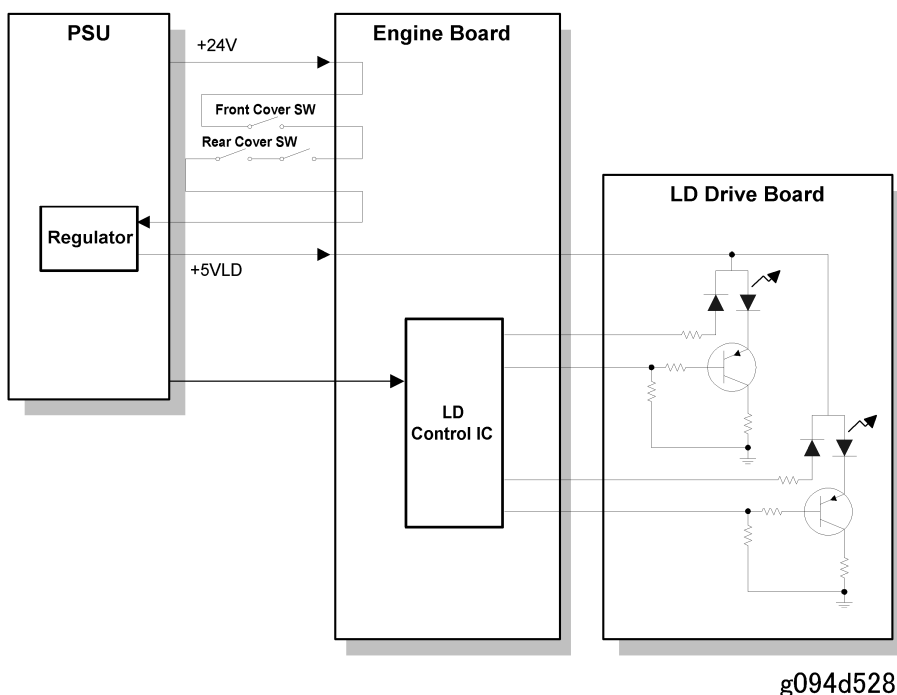 PSU
Engine Board
+24V
Front Cover SW
Rear Cover SW
LD Drive Board
Regulator
+5VLD
LD
Control IC
g094d528